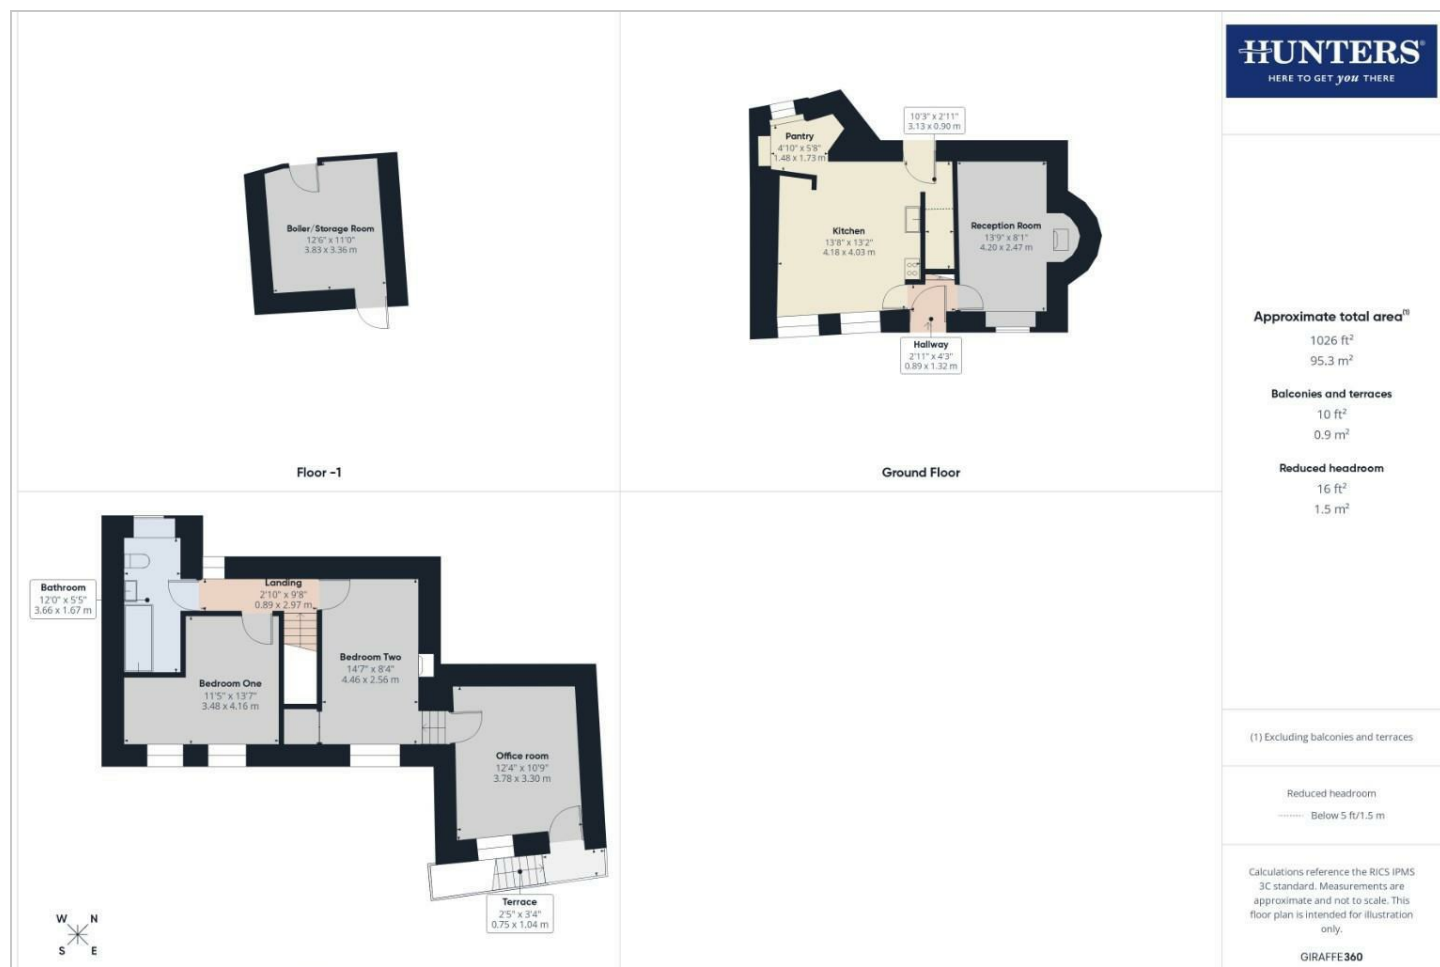 Boiler/Storage Room
12'6" x 11'0"
3.83 x 3.36 m
Floor -1
10'3" x 2'11"
3.13 x 0.90 m
Pantry
4'10" x 5'8"
1.48 x 1.73 m
Kitchen
13'8" x 13'2"
4.18 x 4.03 m
Reception Room
13'9" x 8'1"
4.20 x 2.47 m
Hallway
2'11" x 4'3"
0.89 x 1.32 m
Ground Floor
Bathroom
12'0" x 5'5"
3.66 x 1.67 m
Landing
2'10" x 9'8"
0.89 x 2.97 m
Bedroom One
11'5" x 13'7"
3.48 x 4.16 m
Bedroom Two
14'7" x 8'4"
4.46 x 2.56 m
Office room
12'4" x 10'9"
3.78 x 3.30 m
Terrace
2'5" x 3'4"
0.75 x 1.04 m
W N
S E
HUNTERS®
HERE TO GET you THERE
Approximate total area(1)
1026 ft²
95.3 m²
Balconies and terraces
10 ft²
0.9 m²
Reduced headroom
16 ft²
1.5 m²
(1) Excluding balconies and terraces
Reduced headroom
Below 5 ft/1.5 m
Calculations reference the RICS IPMS
3C standard. Measurements are
approximate and not to scale. This
floor plan is intended for illustration
only.
GIRAFFE360